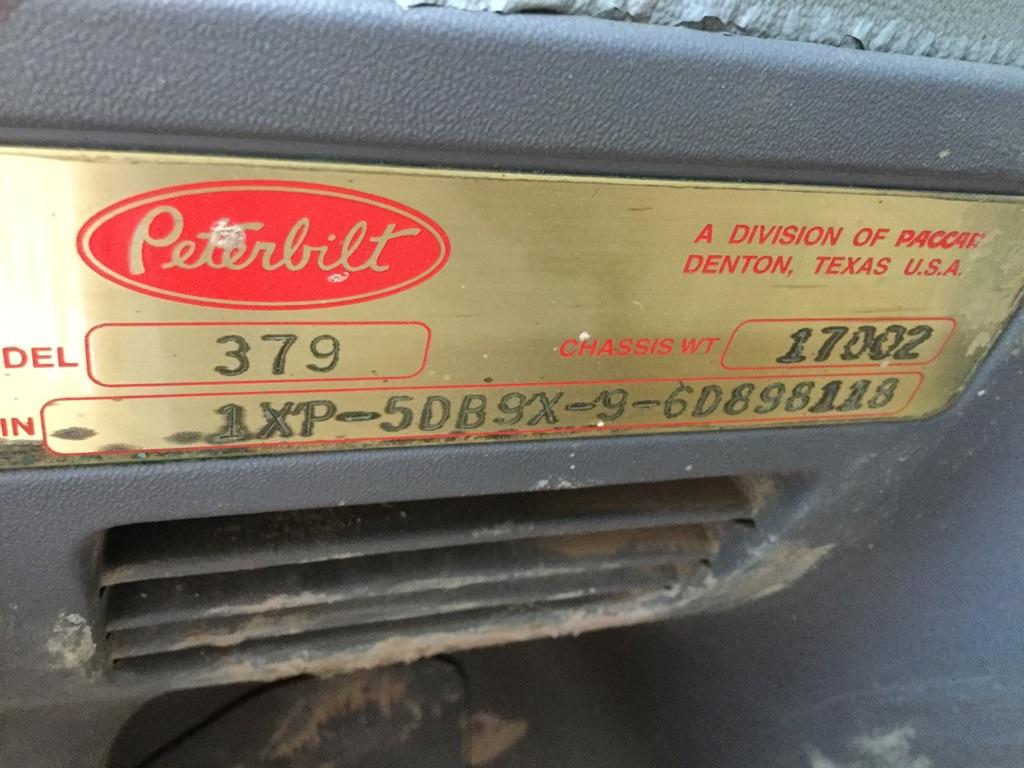 Peterbilt
A DIVISION OF PACCAR
DENTON, TEXAS U.S.A.
DEL 379 CHASSIS WT 17002
IN 1XP-5DB9X-9-6D898118